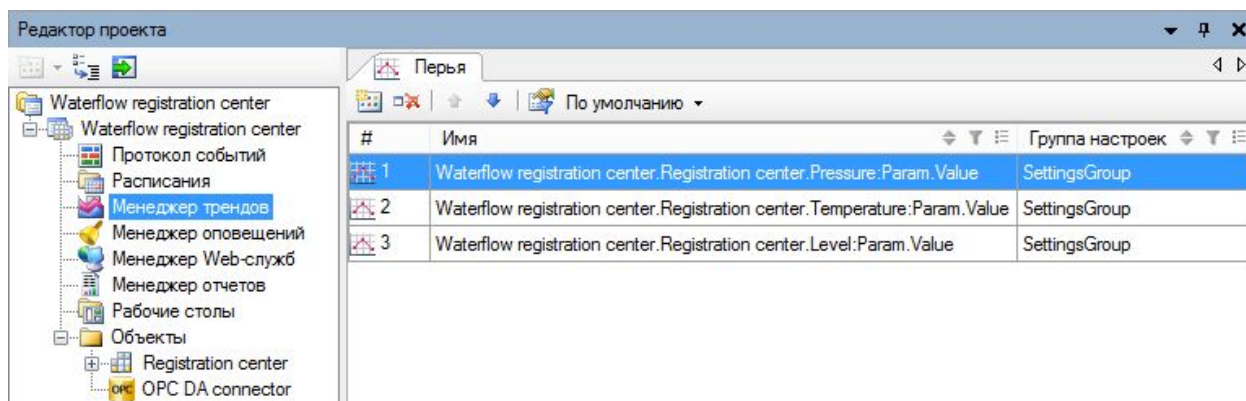 Редактор проекта
Waterflow registration center
Waterflow registration center
Протокол событий
Расписания
Менеджер трендов
Менеджер оповещений
Менеджер Web-служб
Менеджер отчетов
Рабочие столы
Объекты
Registration center
OPC OPC DA connector
Перья
По умолчанию
# Имя Группа настроек
1 Waterflow registration center.Registration center.Pressure:Param.Value SettingsGroup
2 Waterflow registration center.Registration center.Temperature:Param.Value SettingsGroup
3 Waterflow registration center.Registration center.Level:Param.Value SettingsGroup